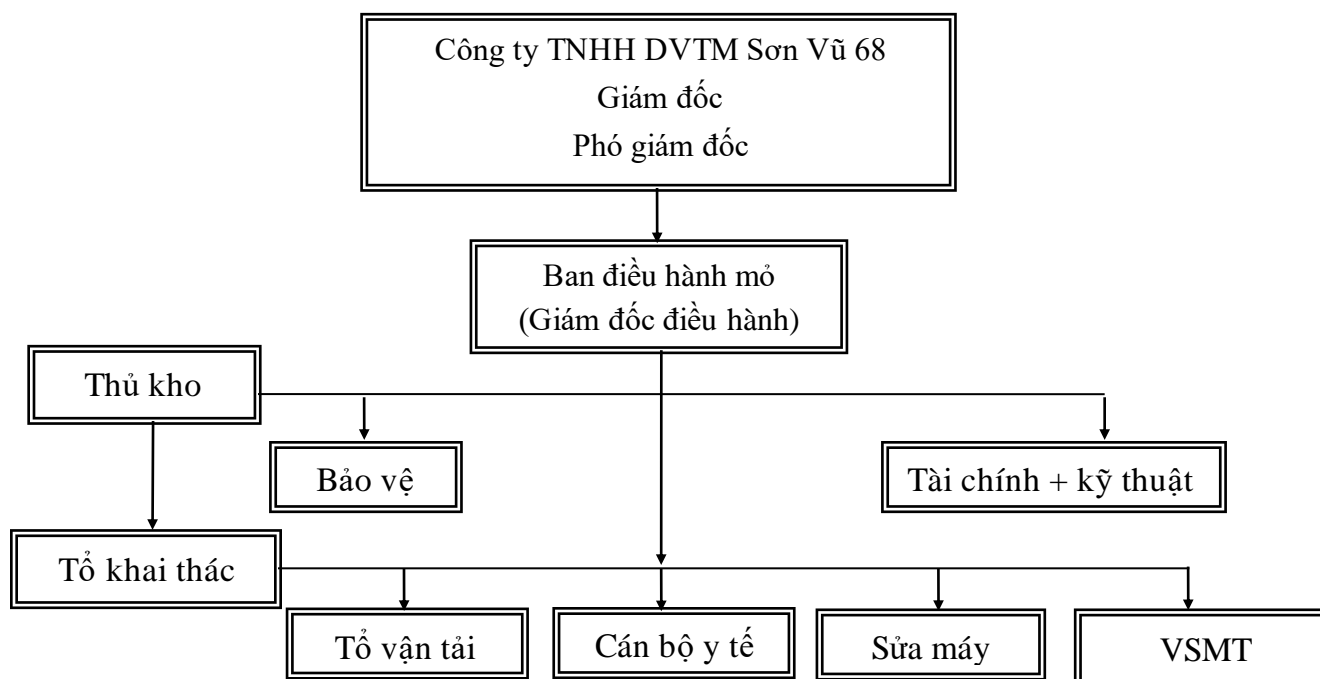 Công ty TNHH DVTM Sơn Vũ 68
Giám đốc
Phó giám đốc
Ban điều hành mỏ
(Giám đốc điều hành)
Thủ kho
Bảo vệ
Tài chính + kỹ thuật
Tổ khai thác
Tổ vận tải
Cán bộ y tế
Sửa máy
VSMT